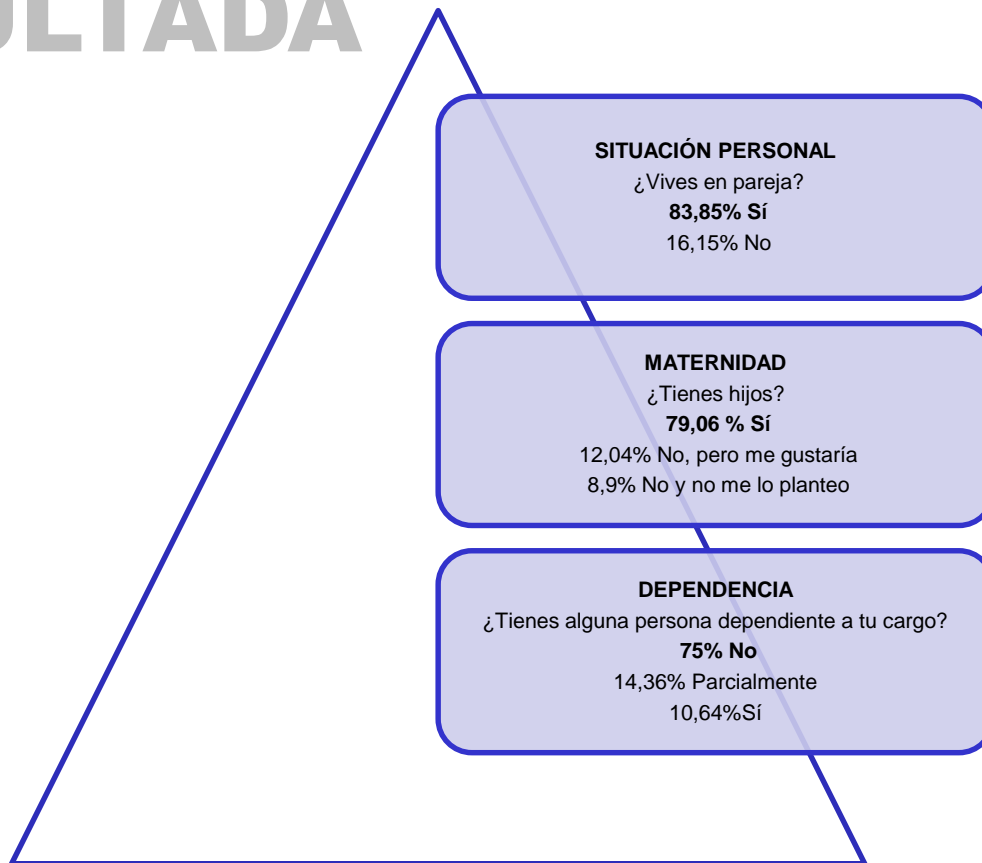 ULTADA
SITUACIÓN PERSONAL
¿Vives en pareja?
83,85% Sí
16,15% No
MATERNIDAD
¿Tienes hijos?
79,06 % Sí
12,04% No, pero me gustaría
8,9% No y no me lo planteo
DEPENDENCIA
¿Tienes alguna persona dependiente a tu cargo?
75% No
14,36% Parcialmente
10,64%Sí